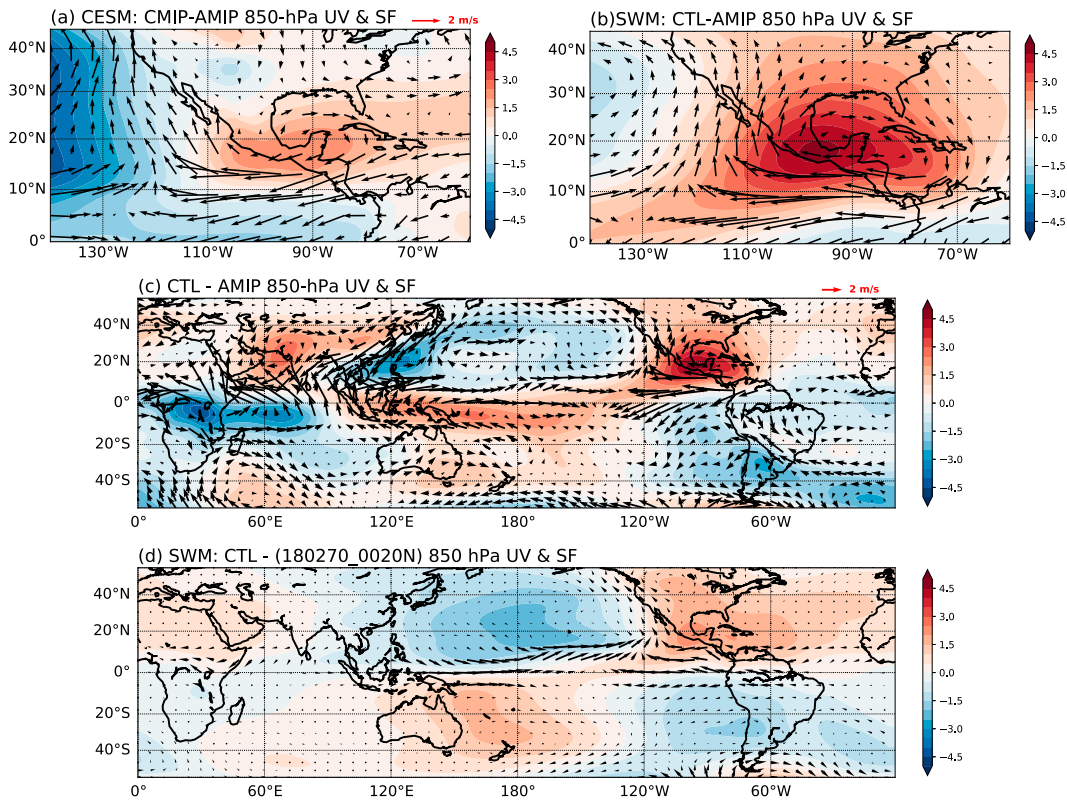 (a) CESM: CMIP-AMIP 850-hPa UV & SF
2 m/s
40°N
30°N
20°N
10°N
0°
130°W 110°W 90°W 70°W
4.5
3.0
1.5
0.0
-1.5
-3.0
-4.5
(b)SWM: CTL-AMIP 850 hPa UV & SF
40°N
30°N
20°N
10°N
0°
130°W 110°W 90°W 70°W
4.5
3.0
1.5
0.0
-1.5
-3.0
-4.5
(c) CTL - AMIP 850-hPa UV & SF
2 m/s
40°N
20°N
0°
20°S
40°S
0° 60°E 120°E 180° 120°W 60°W
4.5
3.0
1.5
0.0
-1.5
-3.0
-4.5
(d) SWM: CTL - (180270_0020N) 850 hPa UV & SF
40°N
20°N
0°
20°S
40°S
0° 60°E 120°E 180° 120°W 60°W
4.5
3.0
1.5
0.0
-1.5
-3.0
-4.5